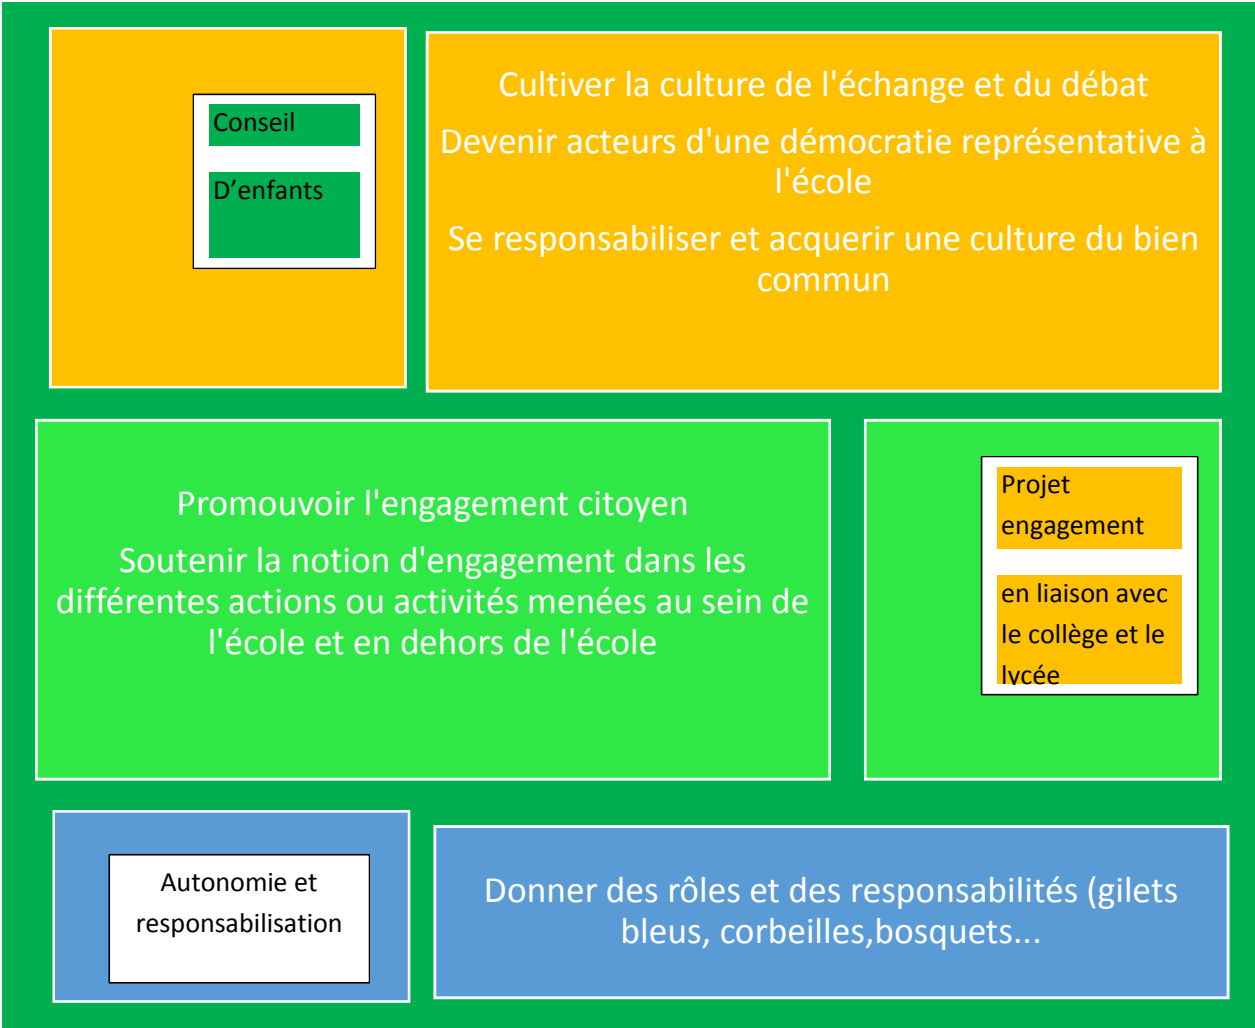 Conseil
D’enfants
Cultiver la culture de l'échange et du débat
Devenir acteurs d'une démocratie représentative à
l'école
Se responsabiliser et acquerir une culture du bien
commun
Promouvoir l'engagement citoyen
Soutenir la notion d'engagement dans les
différentes actions ou activités menées au sein de
l'école et en dehors de l'école
Projet
engagement
en liaison avec
le collège et le
lycée
Autonomie et
responsabilisation
Donner des rôles et des responsabilités (gilets
bleus, corbeilles,bosquets...